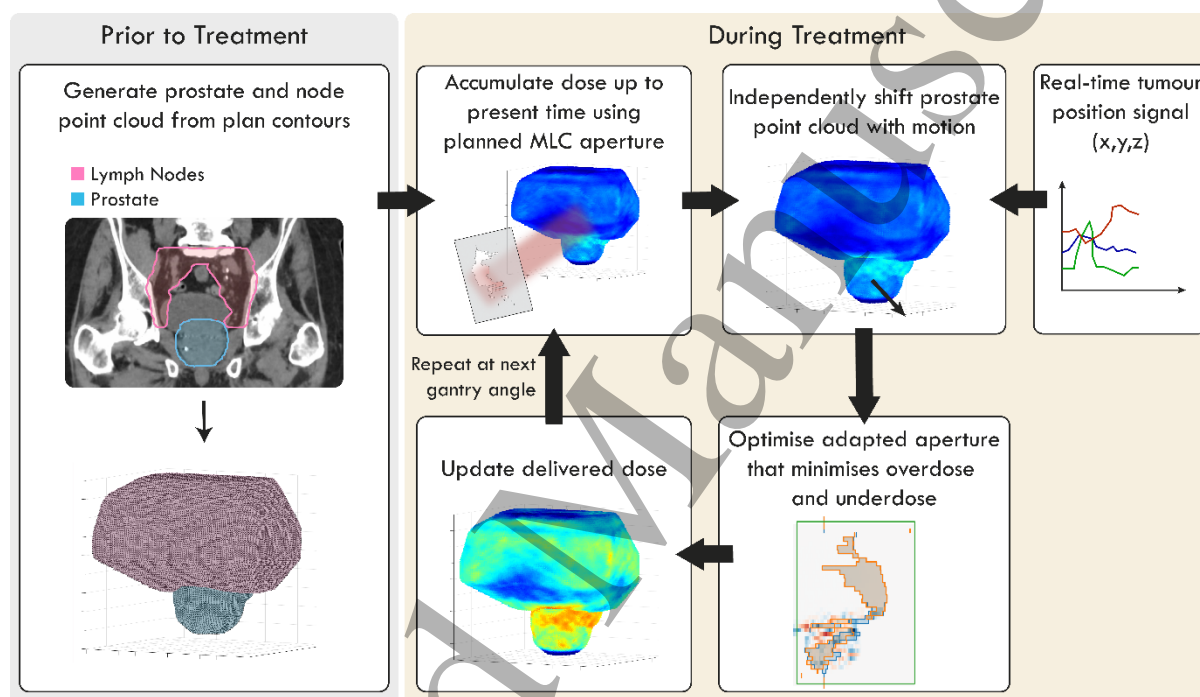 Prior to Treatment
Generate prostate and node
point cloud from plan contours
Lymph Nodes
Prostate
During Treatment
Accumulate dose up to
present time using
planned MLC aperture
Independently shift prostate
point cloud with motion
Real-time tumour
position signal
(x,y,z)
Repeat at next
gantry angle
Update delivered dose
Optimise adapted aperture
that minimises overdose
and underdose